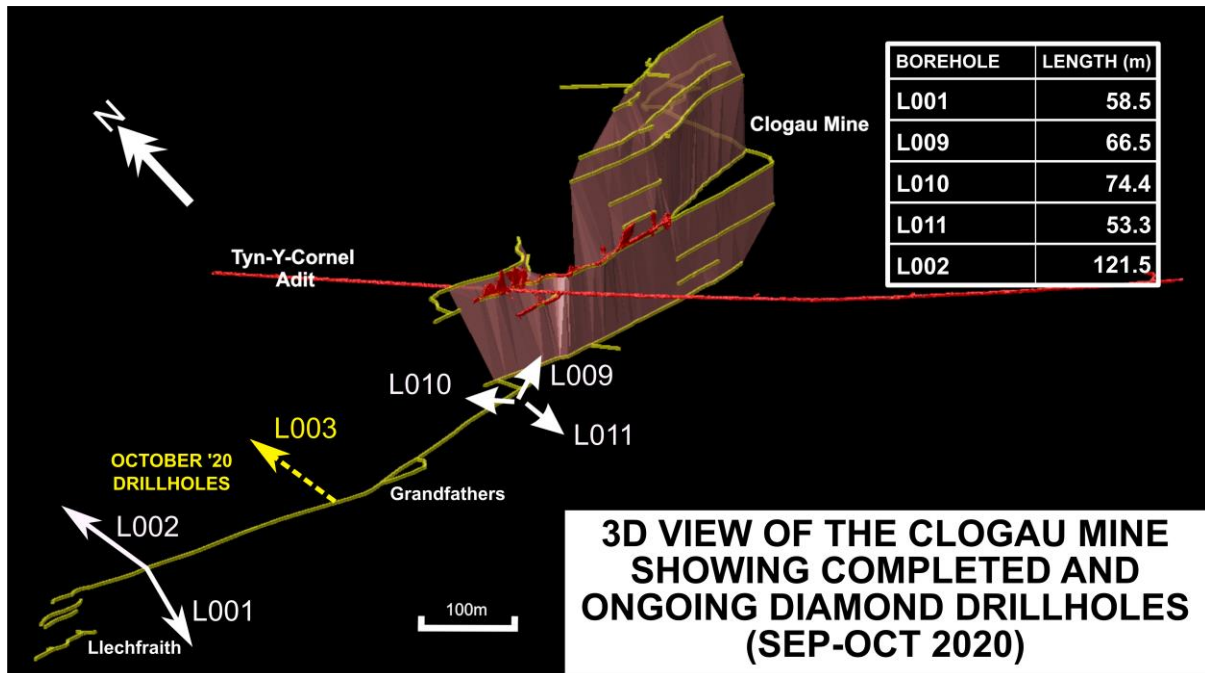 N
Clogau Mine
BOREHOLE LENGTH (m)
L001 58.5
L009 66.5
L010 74.4
L011 53.3
L002 121.5
Tyn-Y-Cornel
Adit
L009
L010
L011
L003
OCTOBER '20
DRILLHOLES
Grandfathers
L002
L001
Llechfraith
100m
3D VIEW OF THE CLOGAU MINE
SHOWING COMPLETED AND
ONGOING DIAMOND DRILLHOLES
(SEP-OCT 2020)